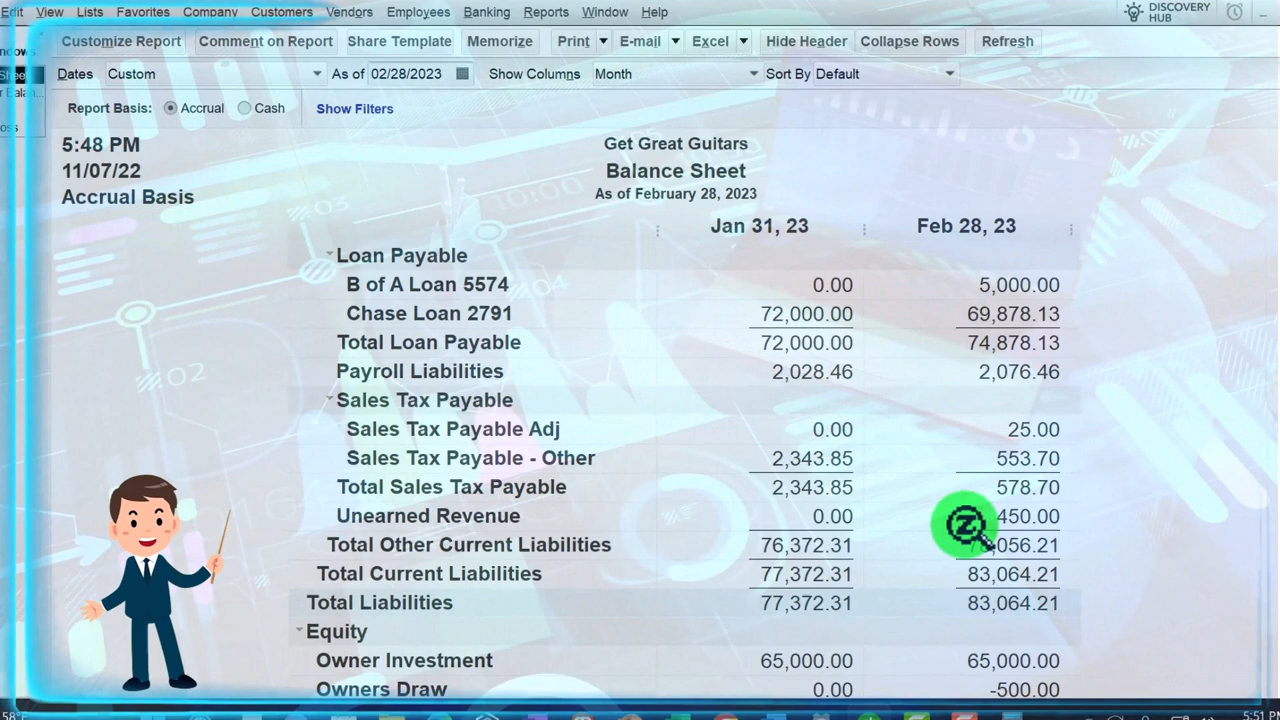 Edit View Lists Favorites Company Customers Vendors Employees Banking Reports Window Help
DISCOVERY
HUB
Customize Report Comment on Report Share Template Memorize Print E-mail Excel Hide Header Collapse Rows Refresh
Dates Custom As of 02/28/2023 Show Columns Month Sort By Default
Report Basis: Accrual Cash Show Filters
5:48 PM
11/07/22
Accrual Basis
Get Great Guitars
Balance Sheet
As of February 28, 2023
Jan 31, 23 Feb 28, 23
Loan Payable
B of A Loan 5574 0.00 5,000.00
Chase Loan 2791 72,000.00 69,878.13
Total Loan Payable 72,000.00 74,878.13
Payroll Liabilities 2,028.46 2,076.46
Sales Tax Payable
Sales Tax Payable Adj 0.00 25.00
Sales Tax Payable - Other 2,343.85 553.70
Total Sales Tax Payable 2,343.85 578.70
Unearned Revenue 0.00 450.00
Total Other Current Liabilities 76,372.31 056.21
Total Current Liabilities 77,372.31 83,064.21
Total Liabilities 77,372.31 83,064.21
Equity
Owner Investment 65,000.00 65,000.00
Owners Draw 0.00 -500.00